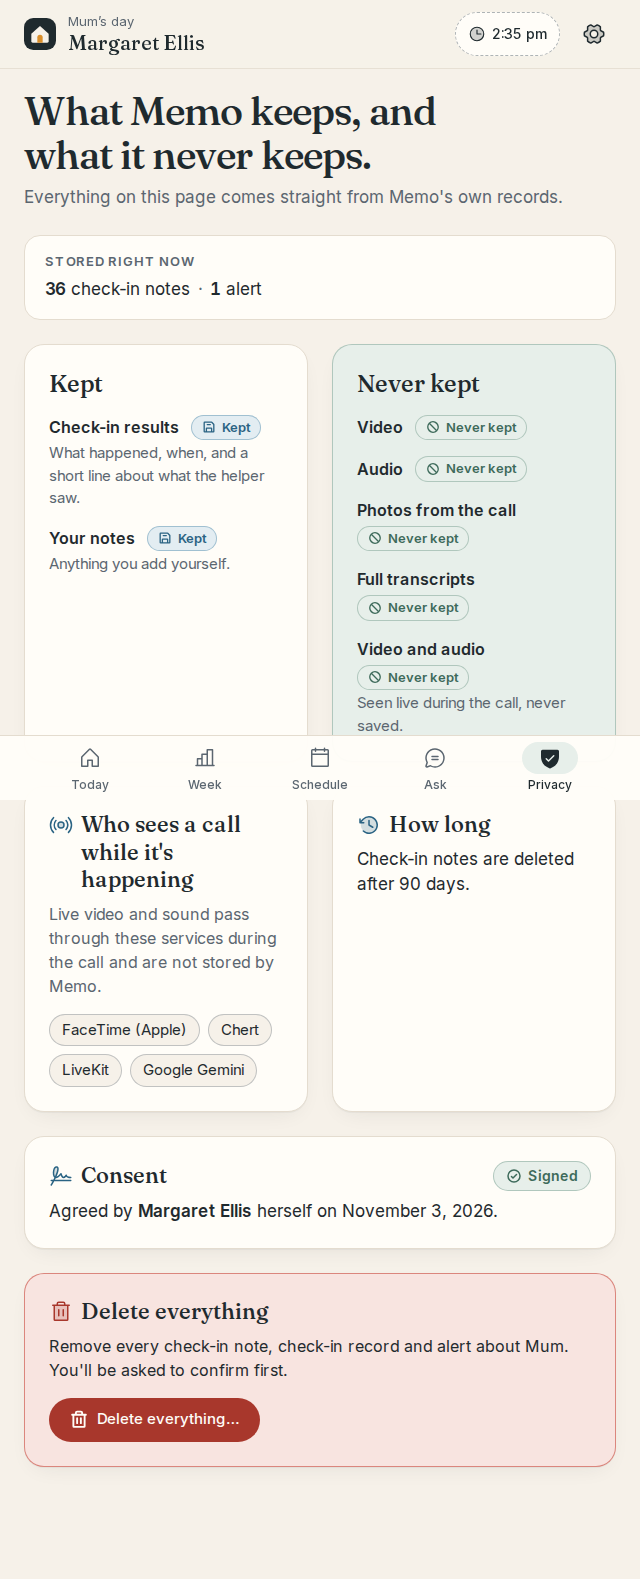 Mum's day
Margaret Ellis
2:35 pm
What Memo keeps, and
what it never keeps.
Everything on this page comes straight from Memo's own records.
STORED RIGHT NOW
36 check-in notes · 1 alert
Kept
Check-in results Kept
What happened, when, and a
short line about what the helper
saw.
Your notes Kept
Anything you add yourself.
Never kept
Video Never kept
Audio Never kept
Photos from the call
Never kept
Full transcripts
Never kept
Video and audio
Never kept
Seen live during the call, never
saved.
Today
Week
Schedule
Ask
Privacy
Who sees a call
while it's
happening
Live video and sound pass
through these services during
the call and are not stored by
Memo.
FaceTime (Apple) Chert
LiveKit Google Gemini
How long
Check-in notes are deleted
after 90 days.
Consent
Signed
Agreed by Margaret Ellis herself on November 3, 2026.
Delete everything
Remove every check-in note, check-in record and alert about Mum.
You'll be asked to confirm first.
Delete everything...